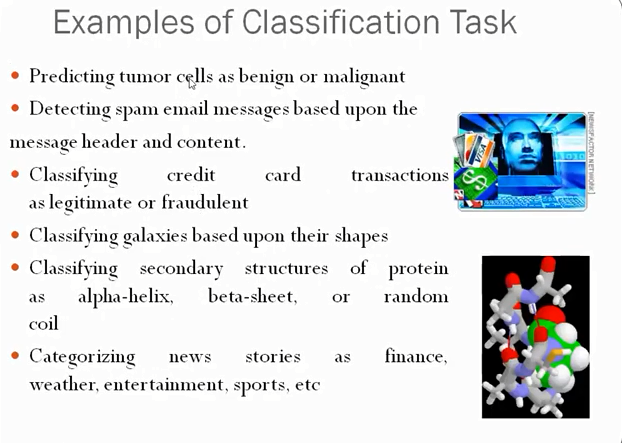 Examples of Classification Task
• Predicting tumor cells as benign or malignant
• Detecting spam email messages based upon the
message header and content.
• Classifying credit card transactions
as legitimate or fraudulent
• Classifying galaxies based upon their shapes
• Classifying secondary structures of protein
as alpha-helix, beta-sheet, or random
coil
• Categorizing news stories as finance,
weather, entertainment, sports, etc
VISA
$
[NEWSFACTOR NETWORK]